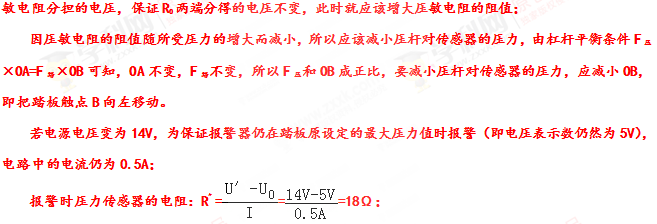 敏电阻分担的电压，保证R₀两端分得的电压不变，此时就应该增大压敏电阻的阻值；
因压敏电阻的阻值随所受压力的增大而减小，所以应该减小压杆对传感器的压力，由杠杆平衡条件F压
×OA=F踏×OB可知，OA不变，F踏不变，所以F压和OB成正比，要减小压杆对传感器的压力，应减小OB，
即把踏板触点B向左移动。
若电源电压变为14V，为保证报警器仍在踏板原设定的最大压力值时报警（即电压表示数仍然为5V），
电路中的电流仍为0.5A；
报警时压力传感器的电阻：R″=(U′-U₀)/I=(14V-5V)/0.5A=18Ω；